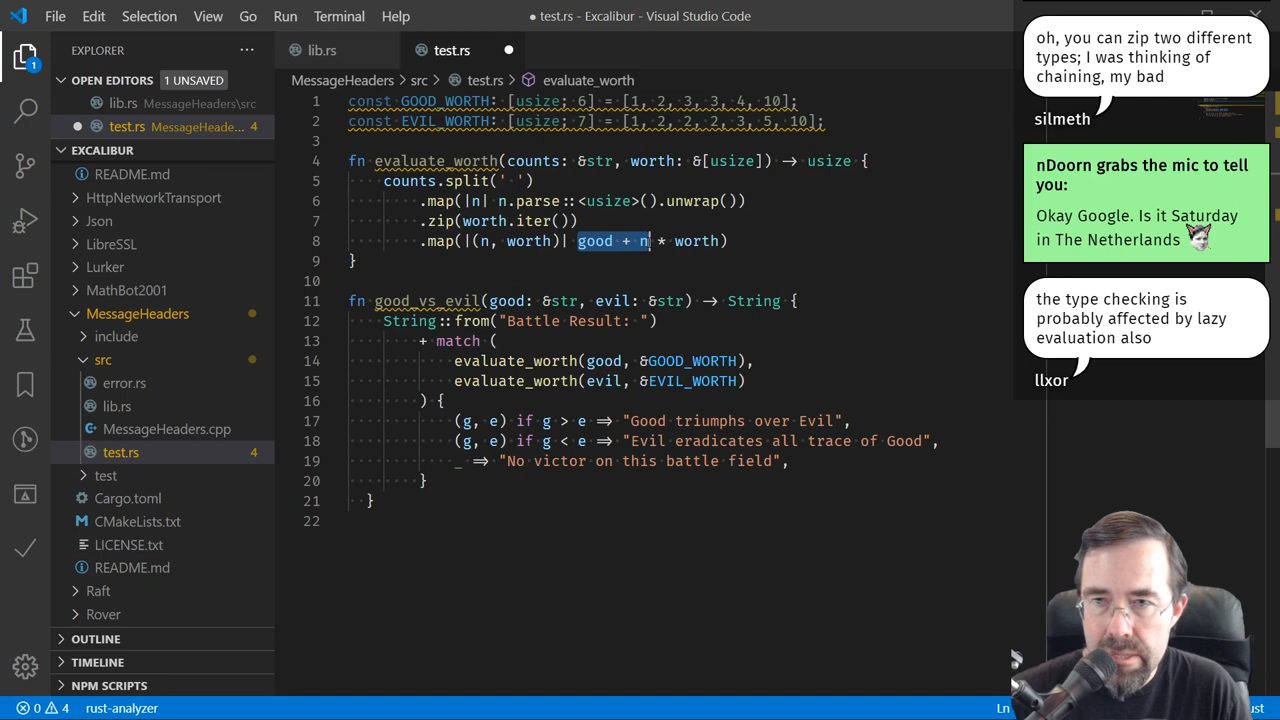 File Edit Selection View Go Run Terminal Help
● test.rs - Excalibur - Visual Studio Code
EXPLORER
OPEN EDITORS 1 UNSAVED
lib.rs MessageHeaders\src
test.rs MessageHeade... 4
EXCALIBUR
README.md
HttpNetworkTransport
Json
LibreSSL
Lurker
MathBot2001
MessageHeaders
include
src
error.rs
lib.rs
MessageHeaders.cpp
test.rs 4
test
Cargo.toml
CMakeLists.txt
LICENSE.txt
README.md
Raft
Rover
OUTLINE
TIMELINE
NPM SCRIPTS
lib.rs
test.rs
MessageHeaders > src > test.rs > evaluate_worth
1 const GOOD_WORTH: [usize; 6] = [1, 2, 3, 3, 4, 10];
2 const EVIL_WORTH: [usize; 7] = [1, 2, 2, 2, 3, 5, 10];
3
4 fn evaluate_worth(counts: &str, worth: &[usize]) -> usize {
5 counts.split(' ')
6 .map(|n| n.parse::<usize>().unwrap())
7 .zip(worth.iter())
8 .map(|(n, worth)| good + n * worth)
9 }
10
11 fn good_vs_evil(good: &str, evil: &str) -> String {
12 String::from("Battle Result: ")
13 + match (
14 evaluate_worth(good, &GOOD_WORTH),
15 evaluate_worth(evil, &EVIL_WORTH)
16 ) {
17 (g, e) if g > e => "Good triumphs over Evil",
18 (g, e) if g < e => "Evil eradicates all trace of Good",
19 _ => "No victor on this battle field",
20 }
21 }
22
oh, you can zip two different
types; I was thinking of
chaining, my bad
silmeth
nDoorn grabs the mic to tell
you:
Okay Google. Is it Saturday
in The Netherlands
the type checking is
probably affected by lazy
evaluation also
llxor
1
0 4 rust-analyzer
Ln